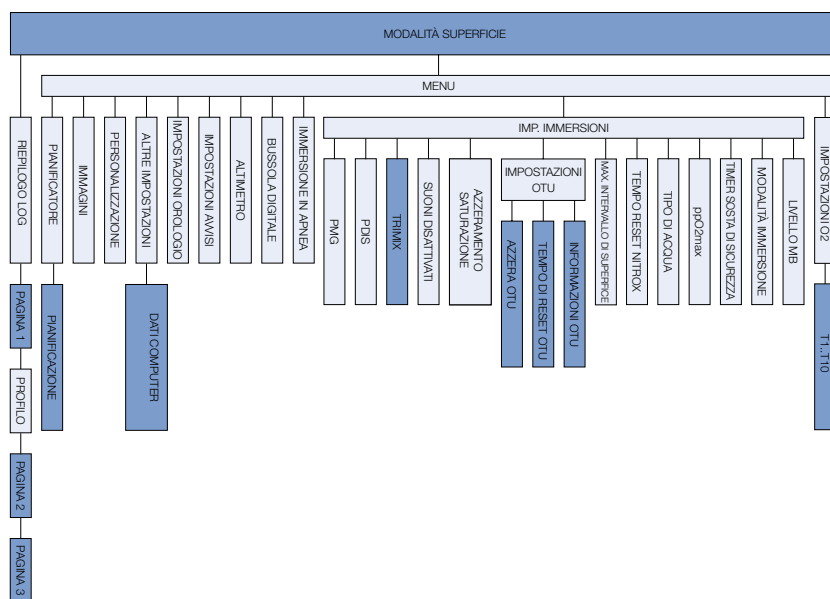 MODALITÀ SUPERFICIE
MENU
RIEPILOGO LOG
PAGINA 1
PROFILO
PAGINA 2
PAGINA 3
PIANIFICATORE
PIANIFICAZIONE
IMMAGINI
PERSONALIZZAZIONE
ALTRE IMPOSTAZIONI
DATI COMPUTER
IMPOSTAZIONI OROLOGIO
IMPOSTAZIONI AVVISI
ALTIMETRO
BUSSOLA DIGITALE
IMMERSIONE IN APNEA
IMP. IMMERSIONI
PMG
PDIS
TRIMIX
SUONI DISATTIVATI
AZZERAMENTO
SATURAZIONE
IMPOSTAZIONI
OTU
AZZERA OTU
TEMPO DI RESET OTU
INFORMAZIONI OTU
MAX. INTERVALLO DI SUPERFICE
TEMPO RESET NITROX
TIPO DI ACQUA
ppO2max
TIMER SOSTA DI SICUREZZA
MODALITÀ IMMERSIONE
LIVELLO MB
IMPOSTAZIONI O2
T1..T10